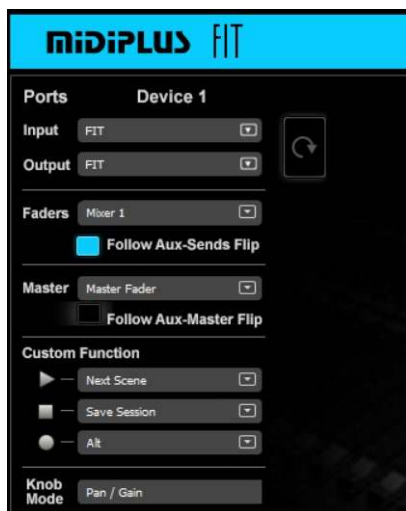 miDiPLUS FIT
Ports Device 1
Input FIT
Output FIT
Faders Mixer 1
Follow Aux-Sends Flip
Master Master Fader
Follow Aux-Master Flip
Custom Function
Next Scene
Save Session
Alt
Knob
Mode Pan / Gain